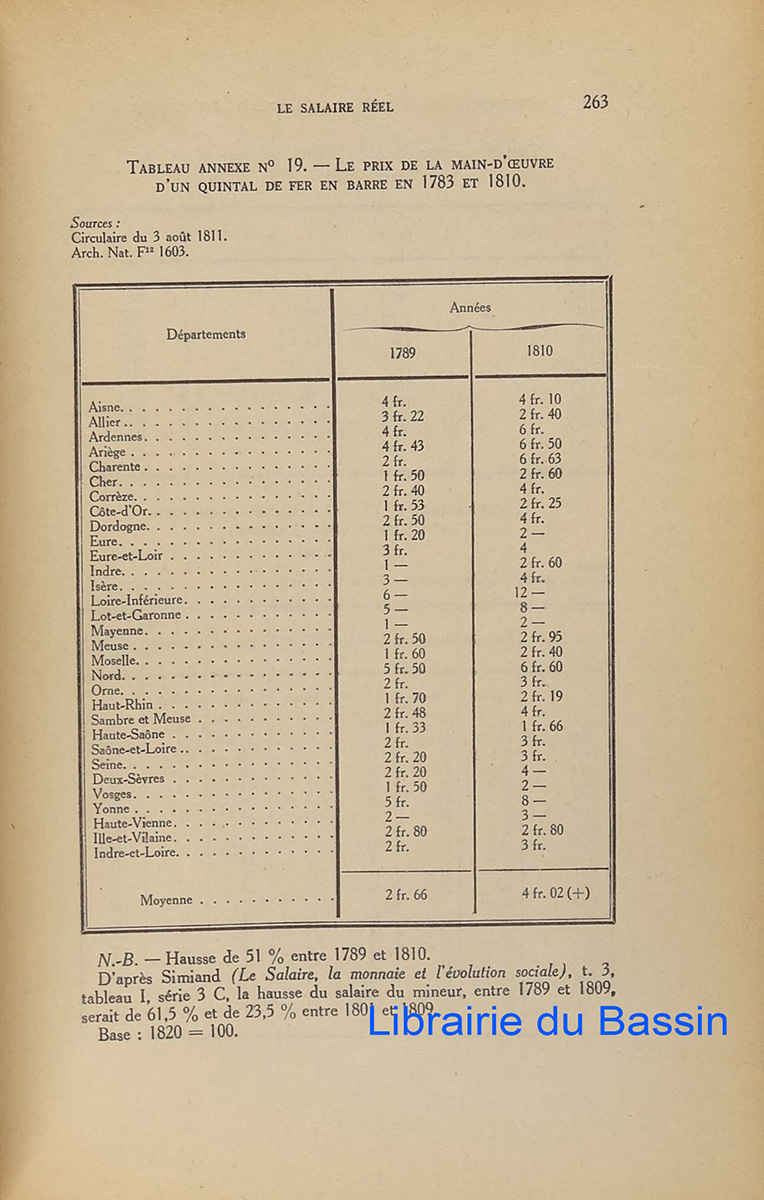 LE SALAIRE RÉEL 263
TABLEAU ANNEXE N° 19. — LE PRIX DE LA MAIN-D'ŒUVRE
D'UN QUINTAL DE FER EN BARRE EN 1783 ET 1810.
Sources :
Circulaire du 3 août 1811.
Arch. Nat. F¹² 1603.
Départements Années
1789 1810
Aisne. 4 fr. 4 fr. 10
Allier 3 fr. 22 2 fr. 40
Ardennes. 4 fr. 6 fr.
Ariège 4 fr. 43 6 fr. 50
Charente 2 fr. 6 fr. 63
Cher. 1 fr. 50 2 fr. 60
Corrèze. 2 fr. 40 4 fr.
Côte-d'Or. 1 fr. 53 2 fr. 25
Dordogne. 2 fr. 50 4 fr.
Eure. 1 fr. 20 2 —
Eure-et-Loir 3 fr. 4
Indre. 1 — 2 fr. 60
Isère. 3 — 4 fr.
Loire-Inférieure. 6 — 12 —
Lot-et-Garonne 5 — 8 —
Mayenne. 1 — 2 —
Meuse 2 fr. 50 2 fr. 95
Moselle. 1 fr. 60 2 fr. 40
Nord. 5 fr. 50 6 fr. 60
Orne. 2 fr. 3 fr.
Haut-Rhin 1 fr. 70 2 fr. 19
Sambre et Meuse 2 fr. 48 4 fr.
Haute-Saône 1 fr. 33 1 fr. 66
Saône-et-Loire 2 fr. 3 fr.
Seine. 2 fr. 20 3 fr.
Deux-Sèvres 2 fr. 20 4 —
Vosges. 1 fr. 50 2 —
Yonne 5 fr. 8 —
Haute-Vienne. 2 — 3 —
Ille-et-Vilaine. 2 fr. 80 2 fr. 80
Indre-et-Loire. 2 fr. 3 fr.
Moyenne 2 fr. 66 4 fr. 02 (+)
N.-B. — Hausse de 51 % entre 1789 et 1810.
D'après Simiand (Le Salaire, la monnaie et l'évolution sociale), t. 3,
tableau I, série 3 C, la hausse du salaire du mineur, entre 1789 et 1809,
serait de 61,5 % et de 23,5 % entre 1801 et 1809.
Base : 1820 = 100.
Librairie du Bassin